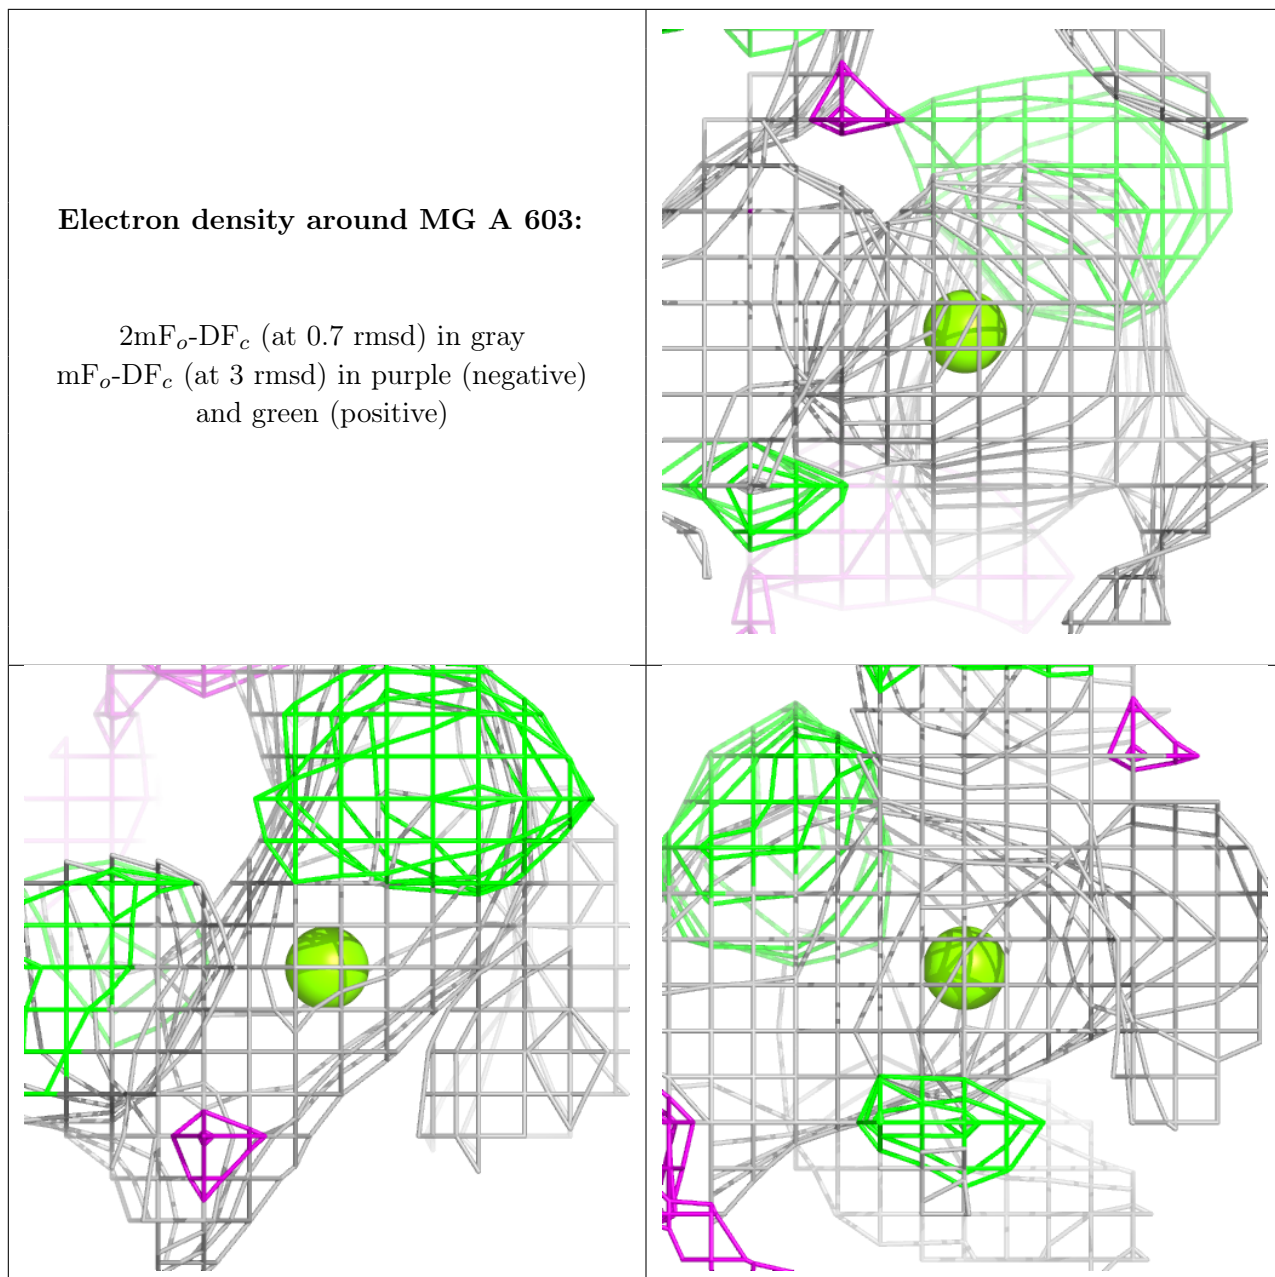 Electron density around MG A 603:
2mFo-DFc (at 0.7 rmsd) in gray
mFo-DFc (at 3 rmsd) in purple (negative)
and green (positive)